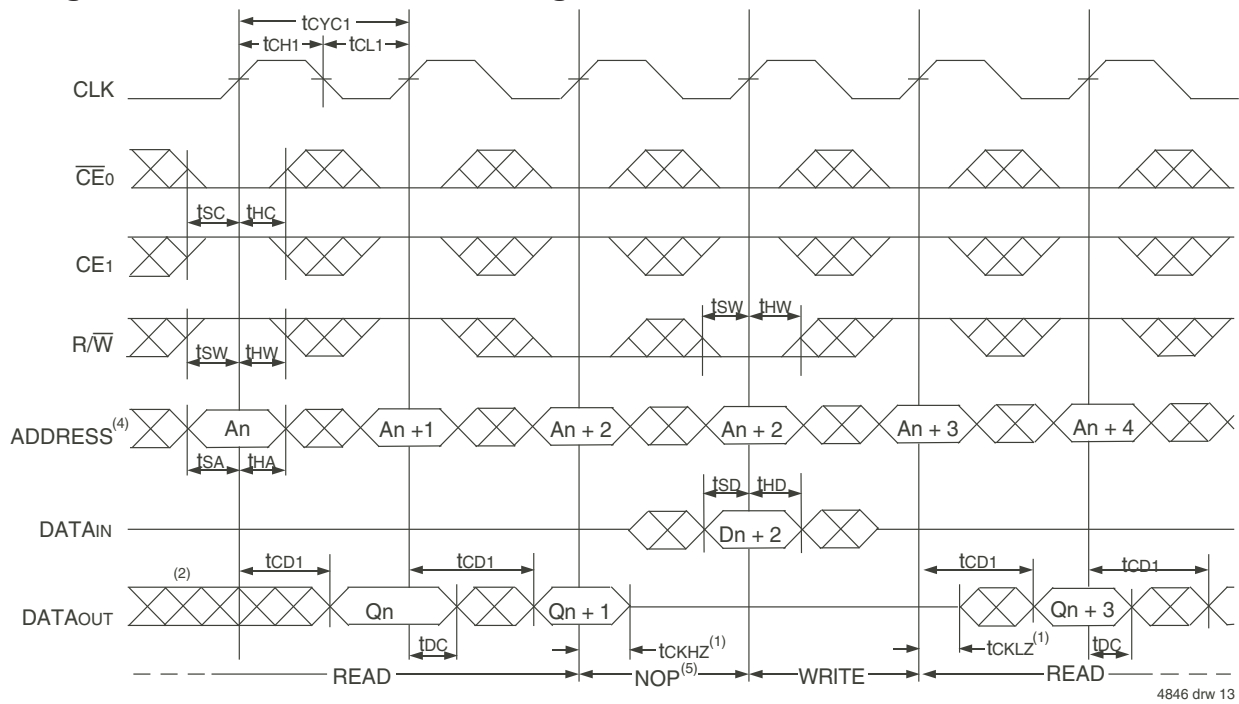 tCYC1
tCH1 tCL1
CLK
CE0
tSC tHC
CE1
tSW tHW
R/W
tSW tHW
ADDRESS(4) An An +1 An + 2 An + 2 An + 3 An + 4
tSA tHA
tSD tHD
DATAIN Dn + 2
tCD1 tCD1 tCD1 tCD1
(2)
DATAOUT Qn Qn + 1 Qn + 3
tDC tCKHZ(1) tCKLZ(1) tDC
READ NOP(5) WRITE READ
4846 drw 13